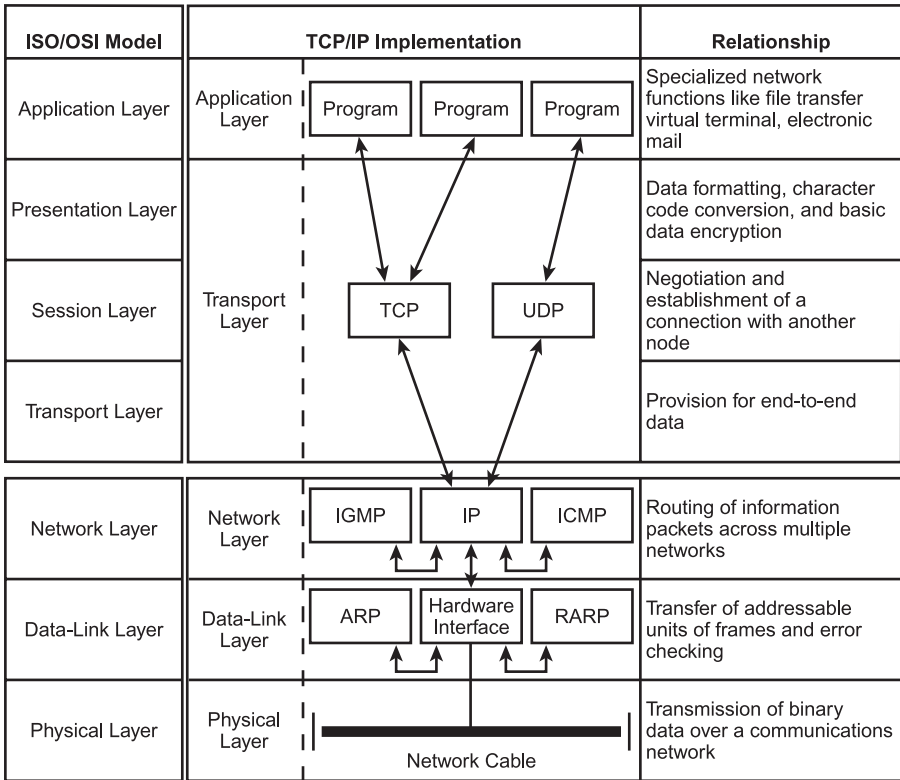 ISO/OSI Model
TCP/IP Implementation
Relationship
Application Layer
Application
Layer
Program
Program
Program
Specialized network
functions like file transfer
virtual terminal, electronic
mail
Presentation Layer
Data formatting, character
code conversion, and basic
data encryption
Session Layer
Transport
Layer
TCP
UDP
Negotiation and
establishment of a
connection with another
node
Transport Layer
Provision for end-to-end
data
Network Layer
Network
Layer
IGMP
IP
ICMP
Routing of information
packets across multiple
networks
Data-Link Layer
Data-Link
Layer
ARP
Hardware
Interface
RARP
Transfer of addressable
units of frames and error
checking
Physical Layer
Physical
Layer
Network Cable
Transmission of binary
data over a communications
network